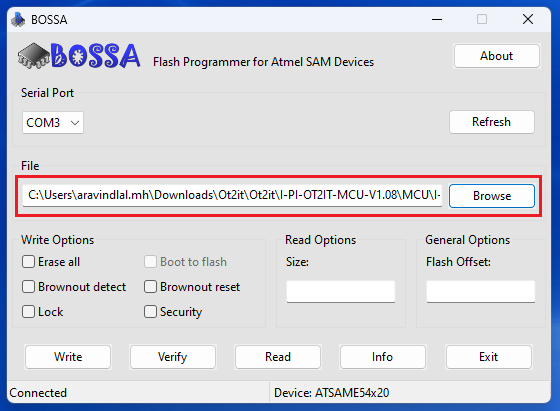 BOSSA
BOSSA Flash Programmer for Atmel SAM Devices About
Serial Port
COM3 Refresh
File
C:\Users\aravindlal.mh\Downloads\Ot2it\Ot2it\I-PI-OT2IT-MCU-V1.08\MCU\I- Browse
Write Options Read Options General Options
Erase all Boot to flash Size: Flash Offset:
Brownout detect Brownout reset
Lock Security
Write Verify Read Info Exit
Connected Device: ATSAME54x20